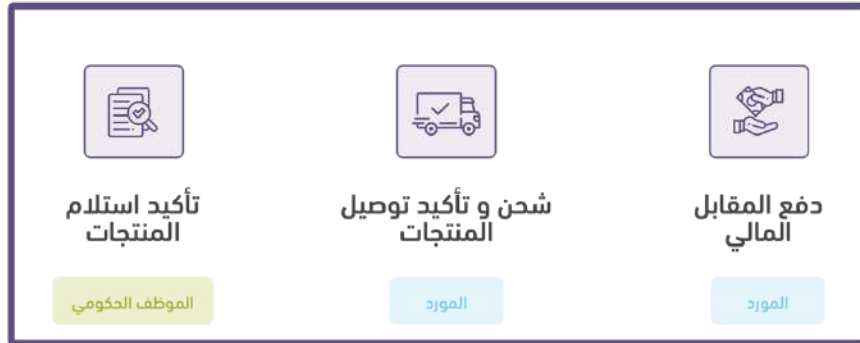 دفع المقابل
المالي
المورد
شحن و تأكيد توصيل
المنتجات
المورد
تأكيد استلام
المنتجات
الموظف الحكومي